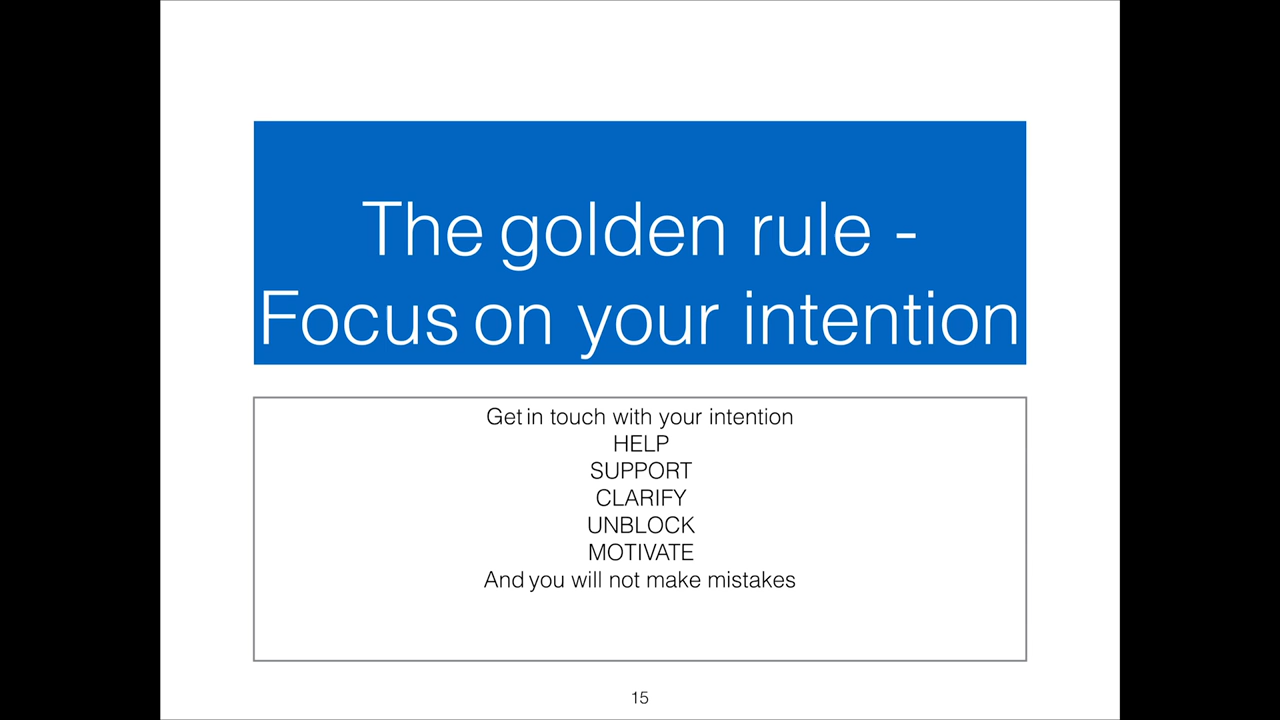 The golden rule -
Focus on your intention
Get in touch with your intention
HELP
SUPPORT
CLARIFY
UNBLOCK
MOTIVATE
And you will not make mistakes
15